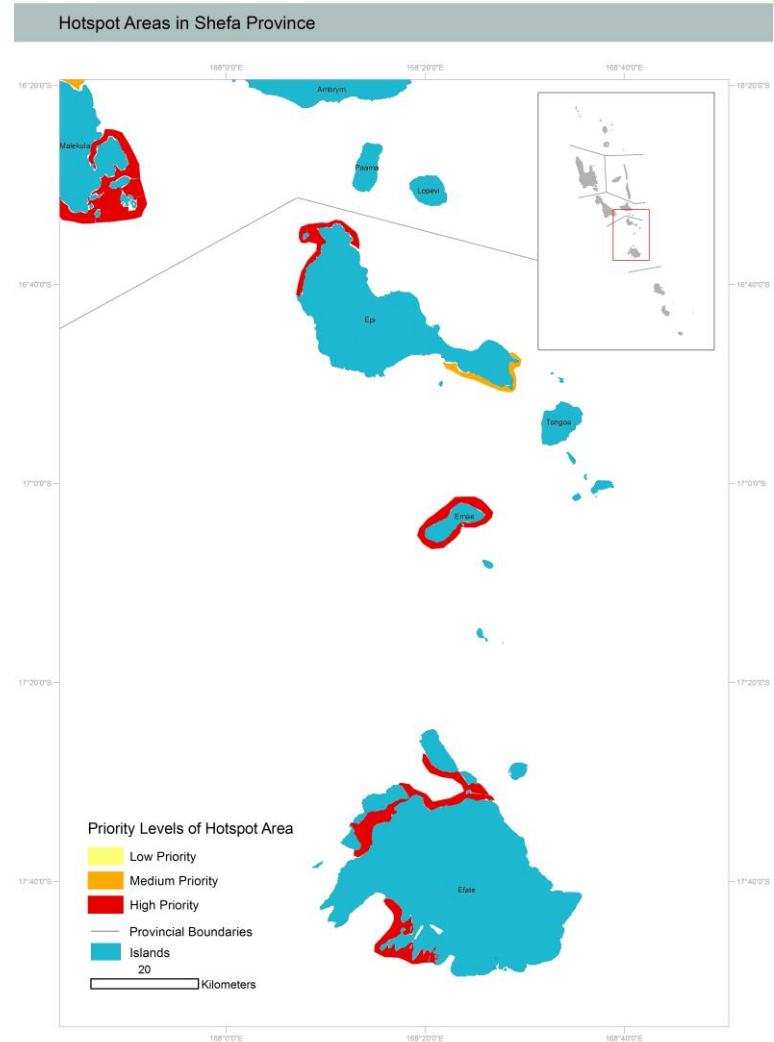 Hotspot Areas in Shefa Province
168°0'0"E 168°20'0"E 168°40'0"E
16°20'0"S 16°20'0"S
Ambrym
Malekula
Paama
Lopevi
16°40'0"S 16°40'0"S
Epi
Tongoa
17°0'0"S 17°0'0"S
Emae
17°20'0"S 17°20'0"S
Priority Levels of Hotspot Area
Low Priority
Medium Priority
High Priority
Provincial Boundaries
Islands
20
Kilometers
17°40'0"S 17°40'0"S
Efate
168°0'0"E 168°20'0"E 168°40'0"E